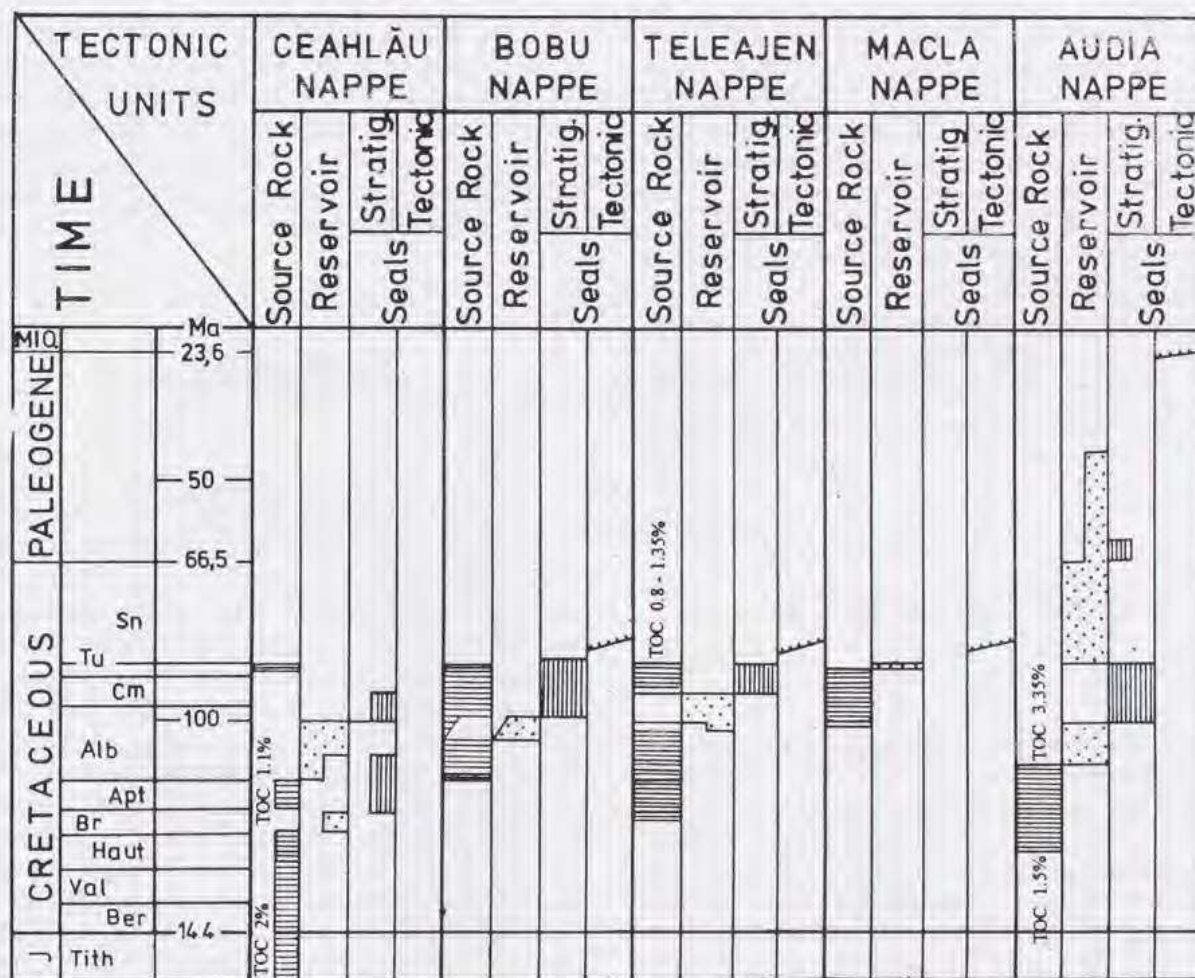 TECTONIC
UNITS
TIME
CEAHLĂU
NAPPE
BOBU
NAPPE
TELEAJEN
NAPPE
MACLA
NAPPE
AUDIA
NAPPE
Source Rock
Reservoir
Stratig.
Tectonic
Seals
Source Rock
Reservoir
Stratig.
Tectonic
Seals
Source Rock
Reservoir
Stratig.
Tectonic
Seals
Source Rock
Reservoir
Stratig.
Tectonic
Seals
Source Rock
Reservoir
Stratig.
Tectonic
Seals
Ma
MIO
23,6
PALEOGENE
50
66,5
CRETACEOUS
Sn
Tu
Cm
100
Alb
Apt
Br
Haut
Val
Ber
144
J
Tith
TOC 1.1%
TOC 2%
TOC 0.8 - 1.35%
TOC 3.35%
TOC 1.5%